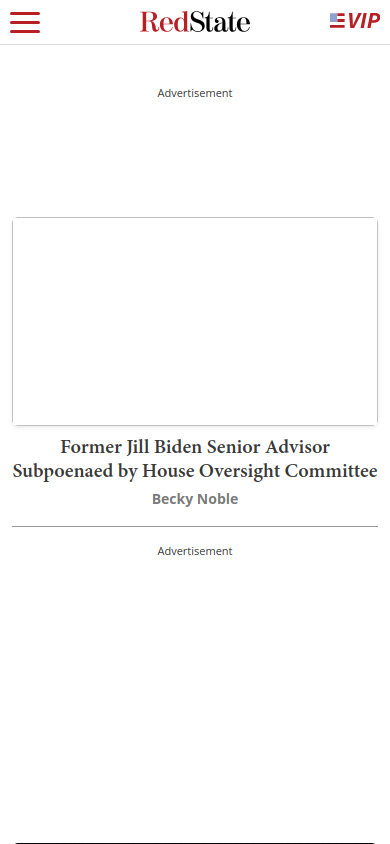 RedState
VIP
Advertisement
Former Jill Biden Senior Advisor
Subpoenaed by House Oversight Committee
Becky Noble
Advertisement